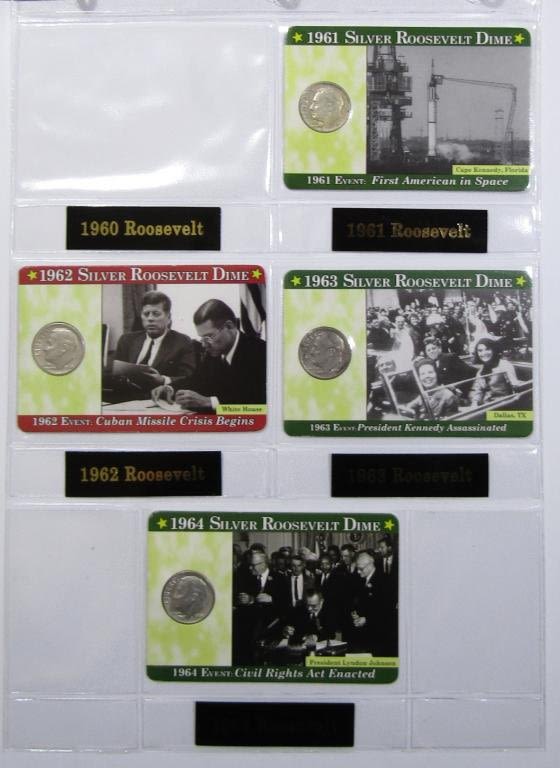 1961 SILVER ROOSEVELT DIME
Cape Kennedy, Florida
1961 EVENT: First American in Space
1960 Roosevelt
1961 Roosevelt
1962 SILVER ROOSEVELT DIME
White House
1962 EVENT: Cuban Missile Crisis Begins
1963 SILVER ROOSEVELT DIME
Dallas, TX
1963 EVENT: President Kennedy Assassinated
1962 Roosevelt
1963 Roosevelt
1964 SILVER ROOSEVELT DIME
President Lyndon Johnson
1964 EVENT: Civil Rights Act Enacted
Roosevelt